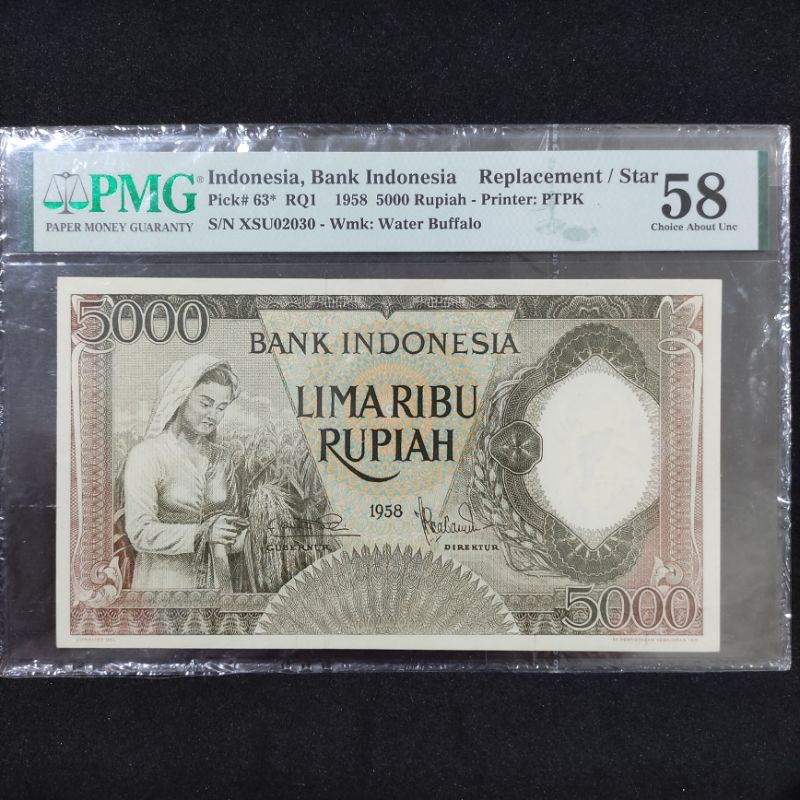 PMG®
PAPER MONEY GUARANTY
Indonesia, Bank Indonesia Replacement / Star
Pick# 63* RQ1 1958 5000 Rupiah - Printer: PTPK
S/N XSU02030 - Wmk: Water Buffalo
58
Choice About Unc
5000
BANK INDONESIA
LIMA RIBU
RUPIAH
1958
GUBERNUR
DIREKTUR
5000